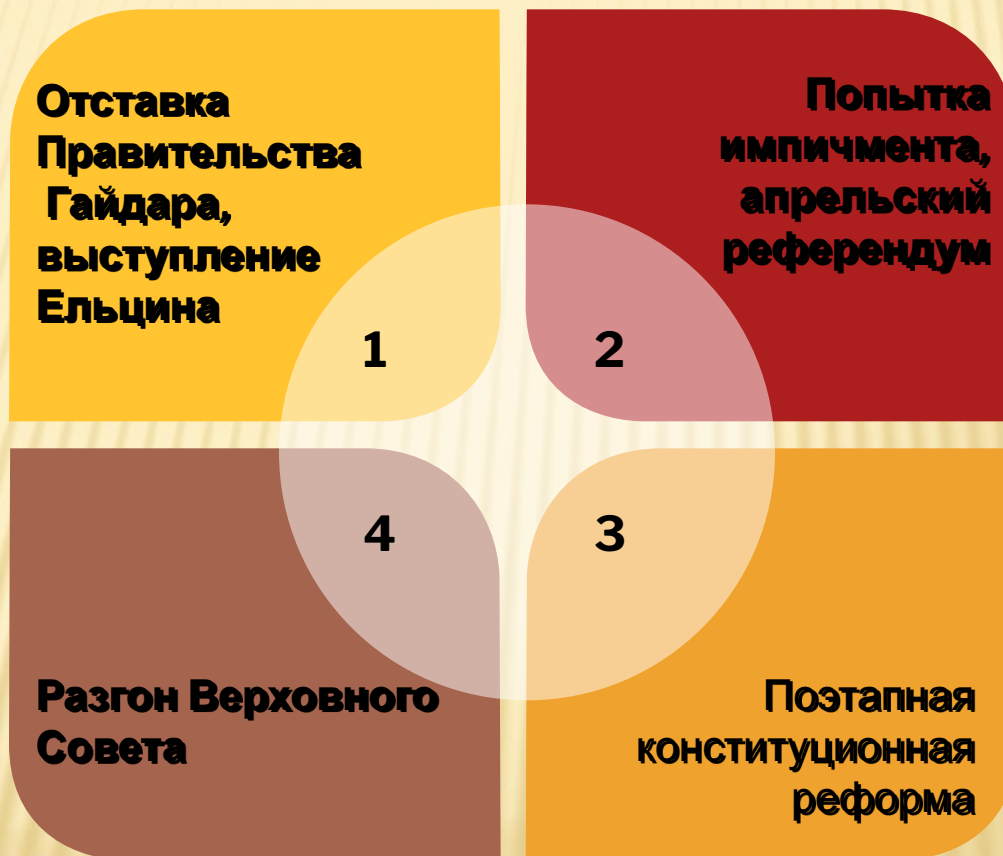 Отставка
Правительства
Гайдара,
выступление
Ельцина
1
Попытка
импичмента,
апрельский
референдум
2
3
Поэтапная
конституционная
реформа
4
Разгон Верховного
Совета